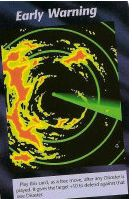 Early Warning
Play this card, as a free move, after any Disaster is
played. It gives the target +10 to defend against that
one Disaster.